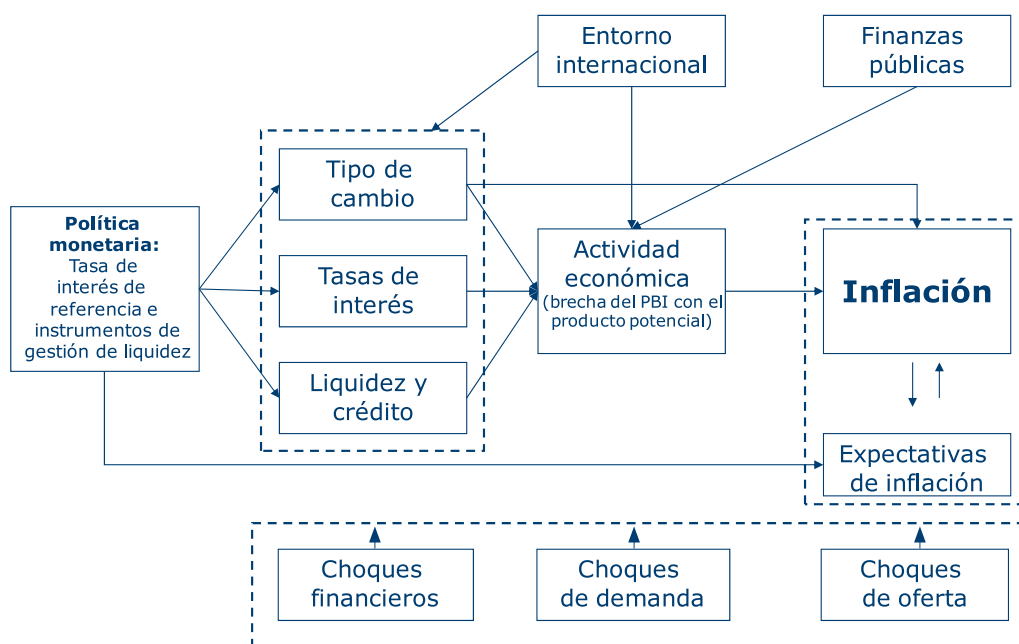 Entorno
internacional
Finanzas
públicas
Tipo de
cambio
Política
monetaria:
Tasa de
interés de
referencia e
instrumentos de
gestión de liquidez
Tasas de
interés
Actividad
económica
(brecha del PBI con el
producto potencial)
Inflación
Liquidez y
crédito
Expectativas
de inflación
Choques
financieros
Choques
de demanda
Choques
de oferta